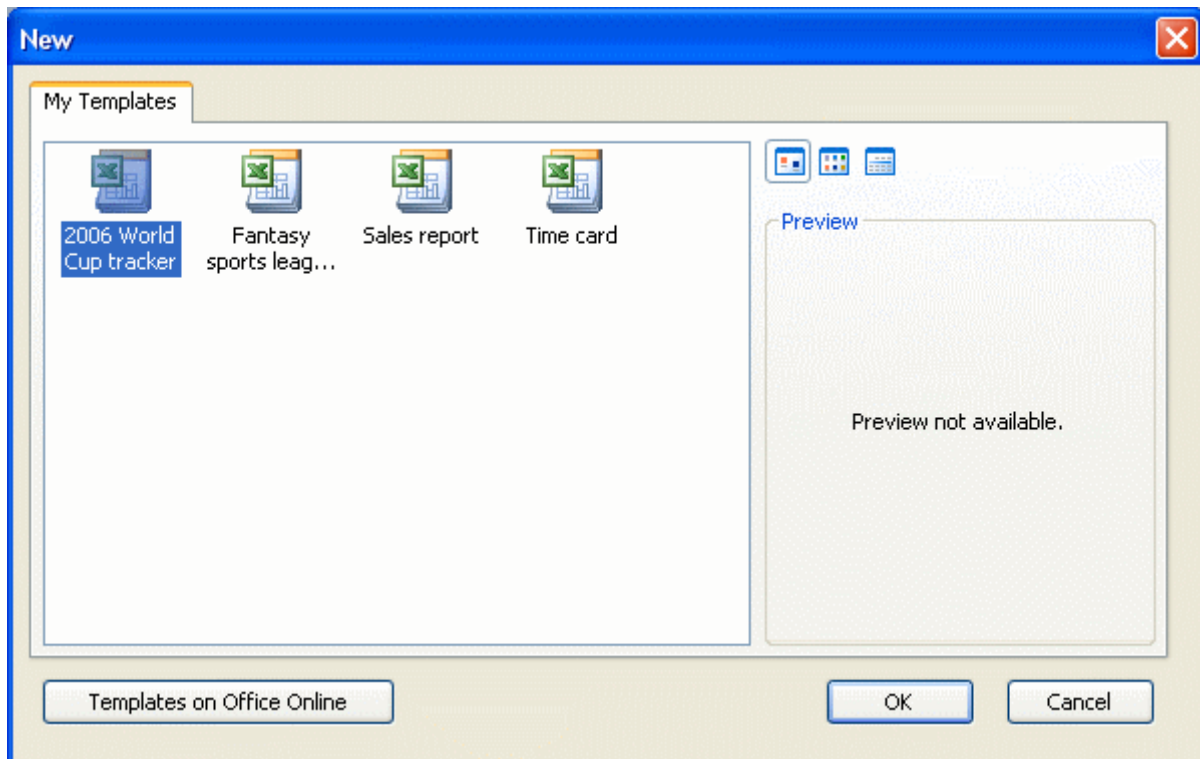 New
My Templates
2006 World
Cup tracker
Fantasy
sports leag...
Sales report
Time card
Preview
Preview not available.
Templates on Office Online
OK
Cancel